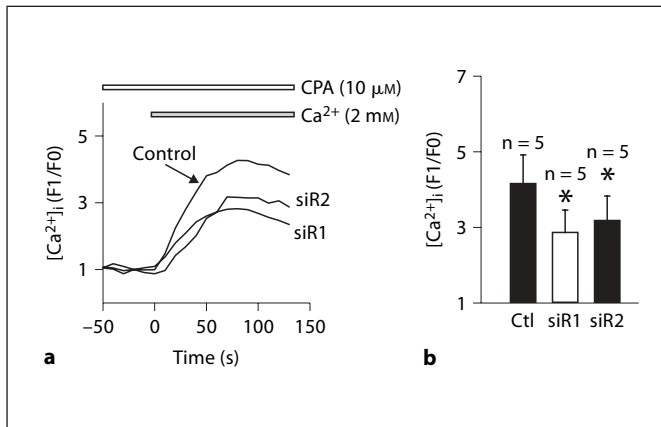 CPA (10 μM)
Ca²⁺ (2 mM)
[Ca²⁺]ᵢ (F1/F0)
5
3
1
Control
siR2
siR1
–50 0 50 100 150
Time (s)
a
[Ca²⁺]ᵢ (F1/F0)
7
5
3
1
n = 5
n = 5
n = 5
*
*
Ctl siR1 siR2
b